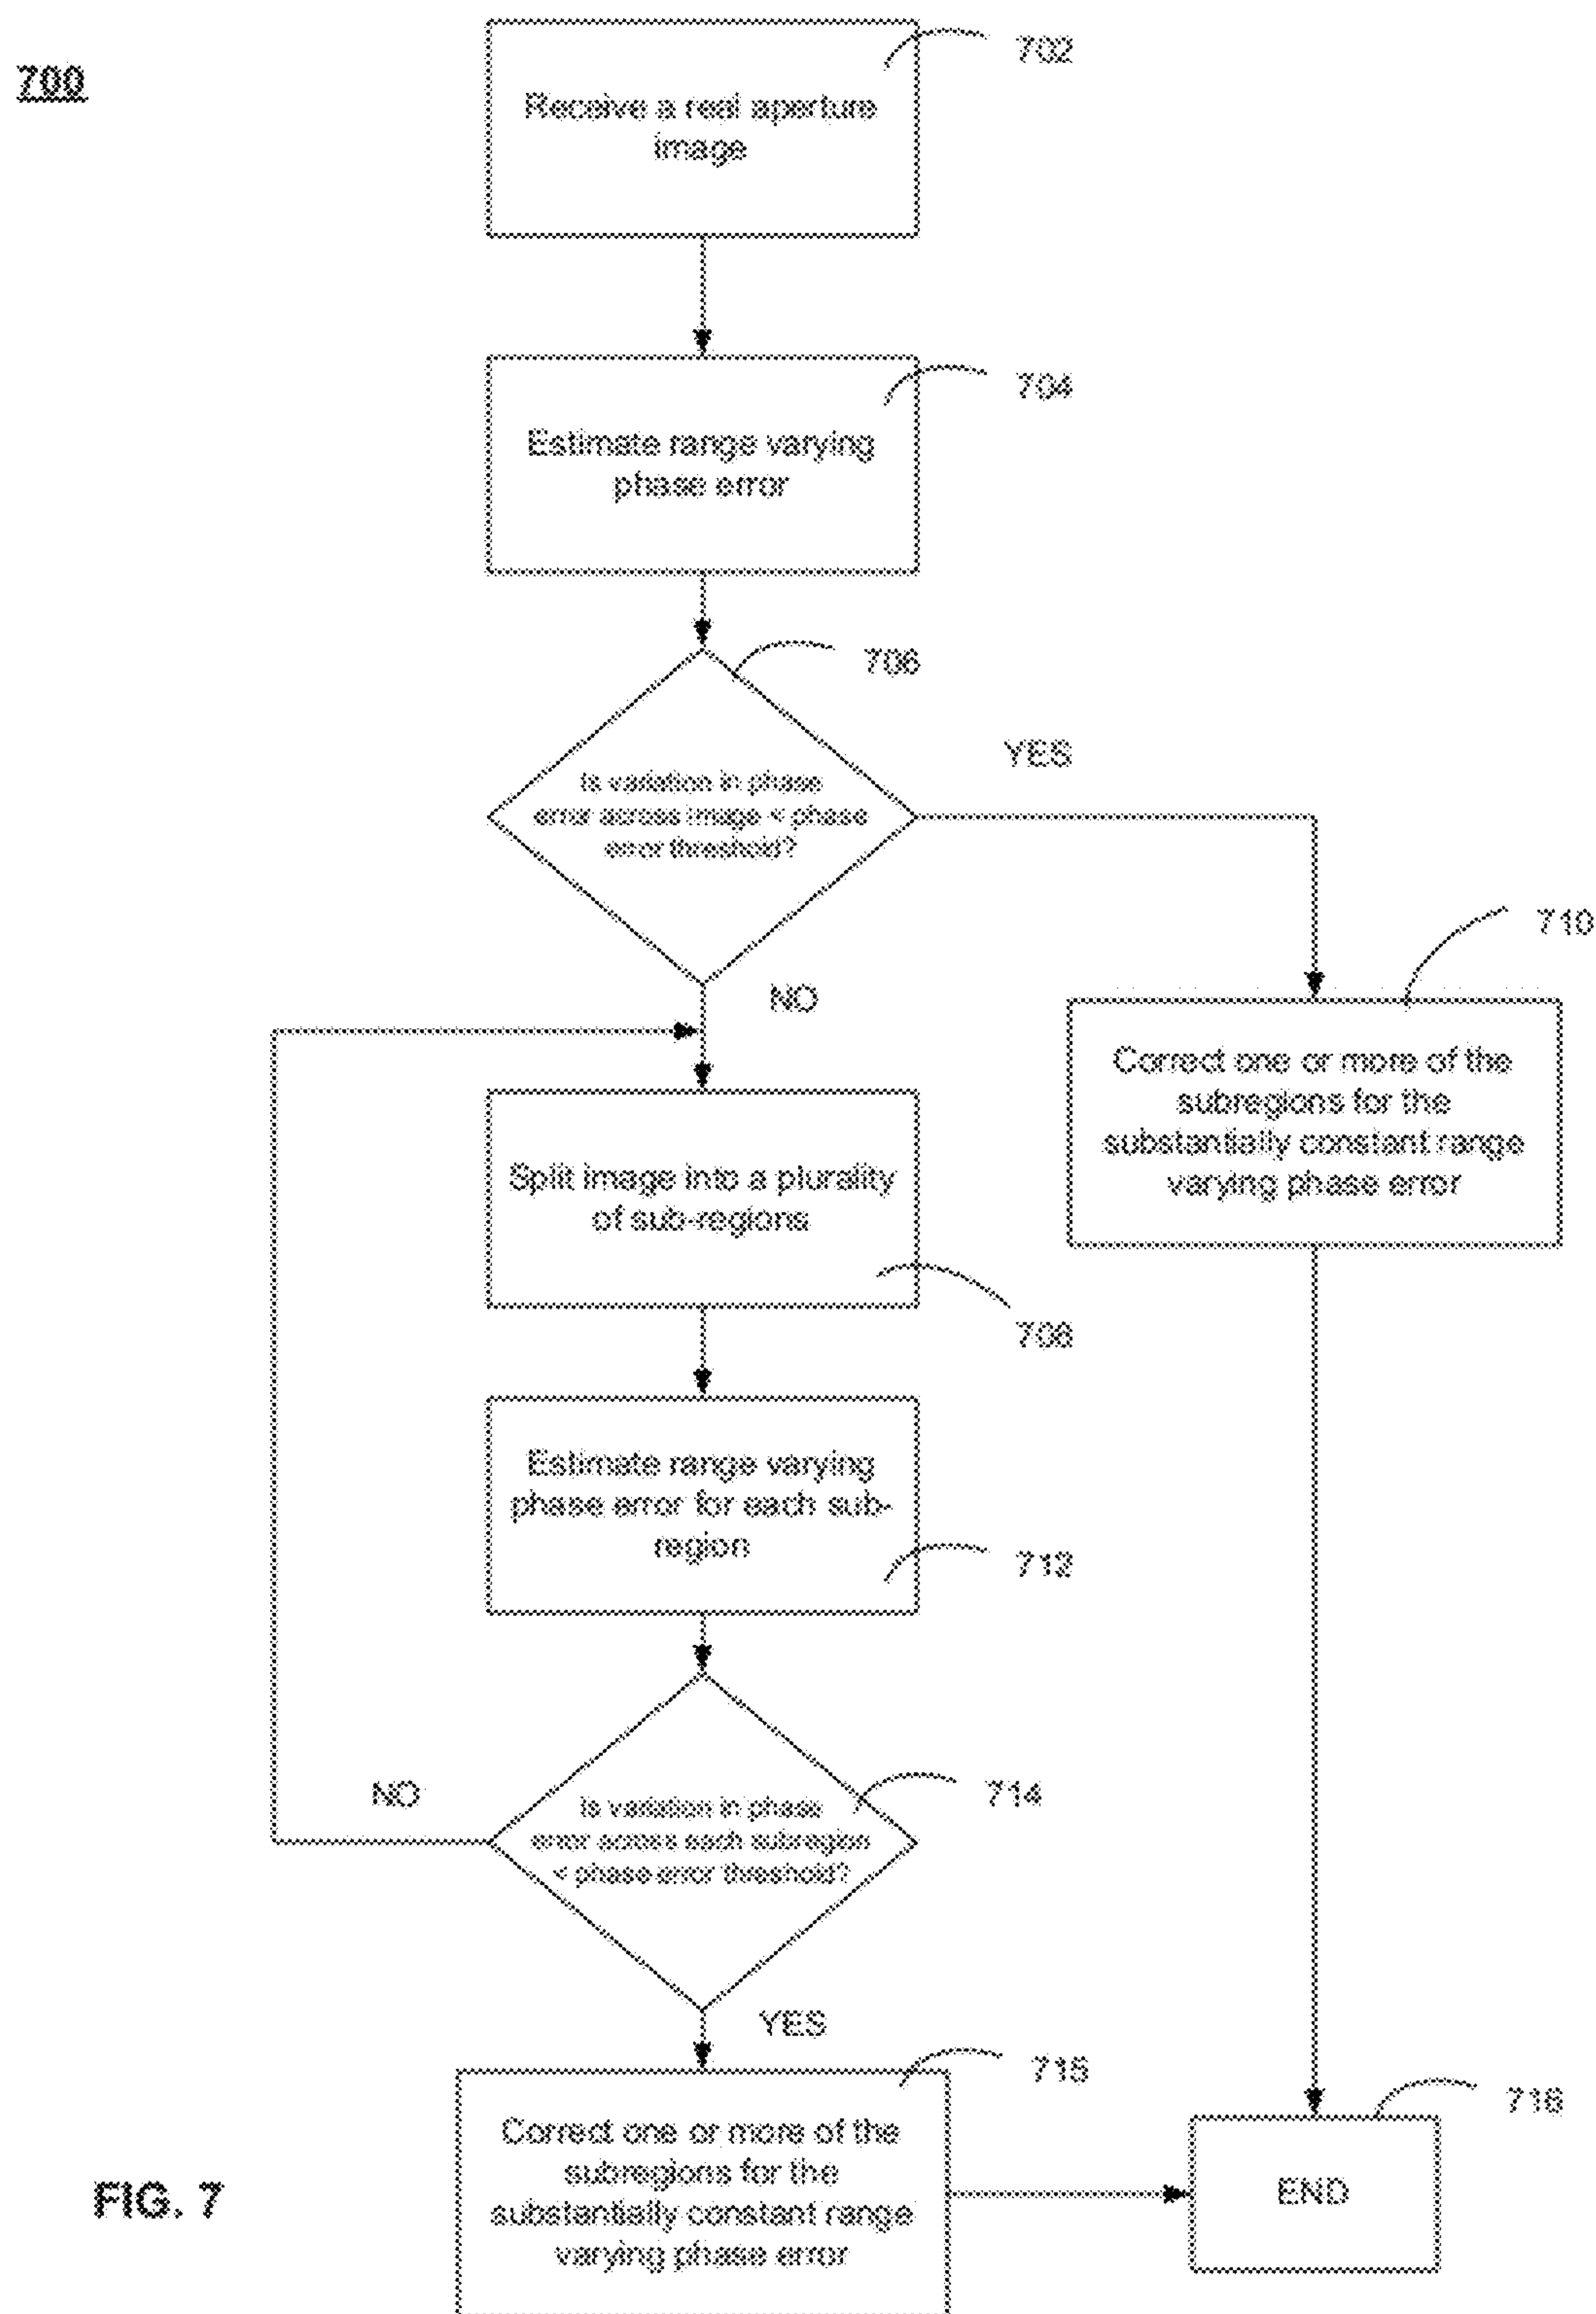 700
702
Receive a real aperture
image
704
Estimate range varying
phase error
706
Is variation in phase
error across image < phase
error threshold?
YES
NO
710
Correct one or more of the
subregions for the
substantially constant range
varying phase error
Split image into a plurality
of sub-regions
708
Estimate range varying
phase error for each sub-
region
712
NO
714
Is variation in phase
error across each subregion
< phase error threshold?
YES
715
Correct one or more of the
subregions for the
substantially constant range
varying phase error
716
END
FIG. 7